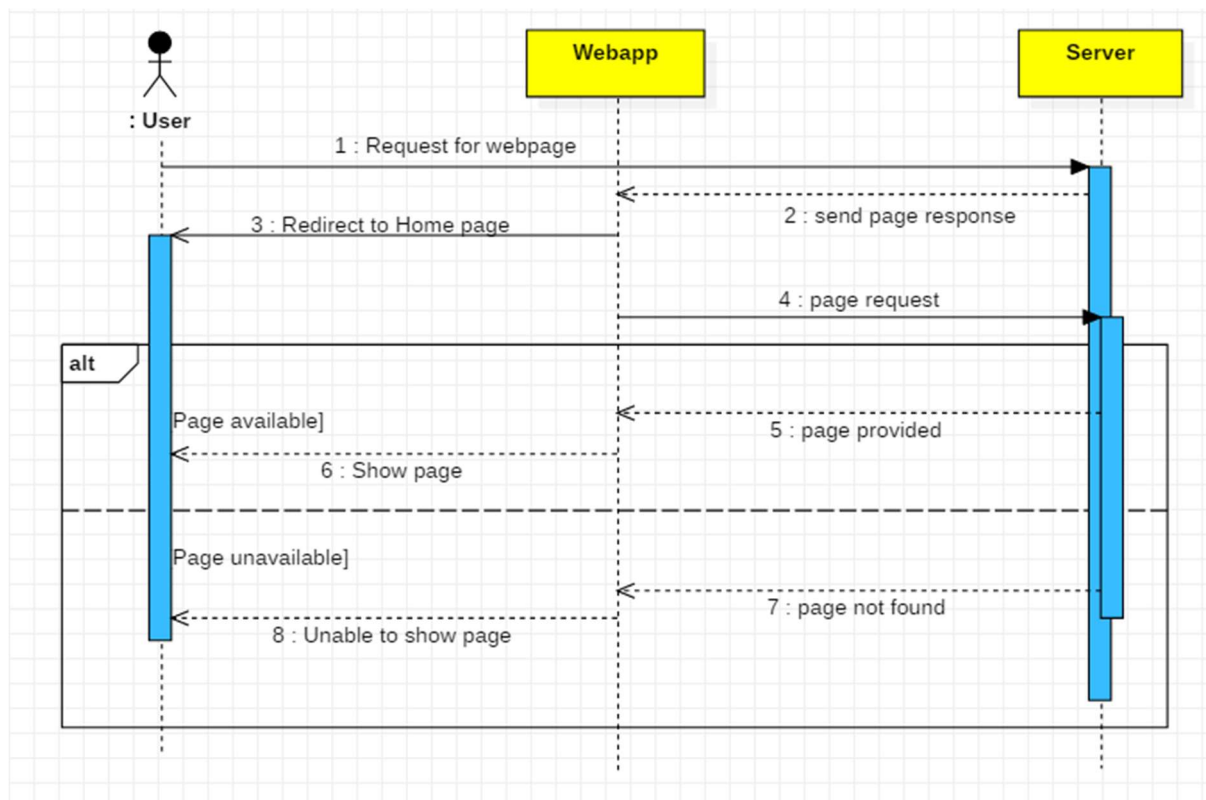 Webapp
Server
: User
1 : Request for webpage
2 : send page response
3 : Redirect to Home page
4 : page request
alt
Page available]
5 : page provided
6 : Show page
Page unavailable]
7 : page not found
8 : Unable to show page